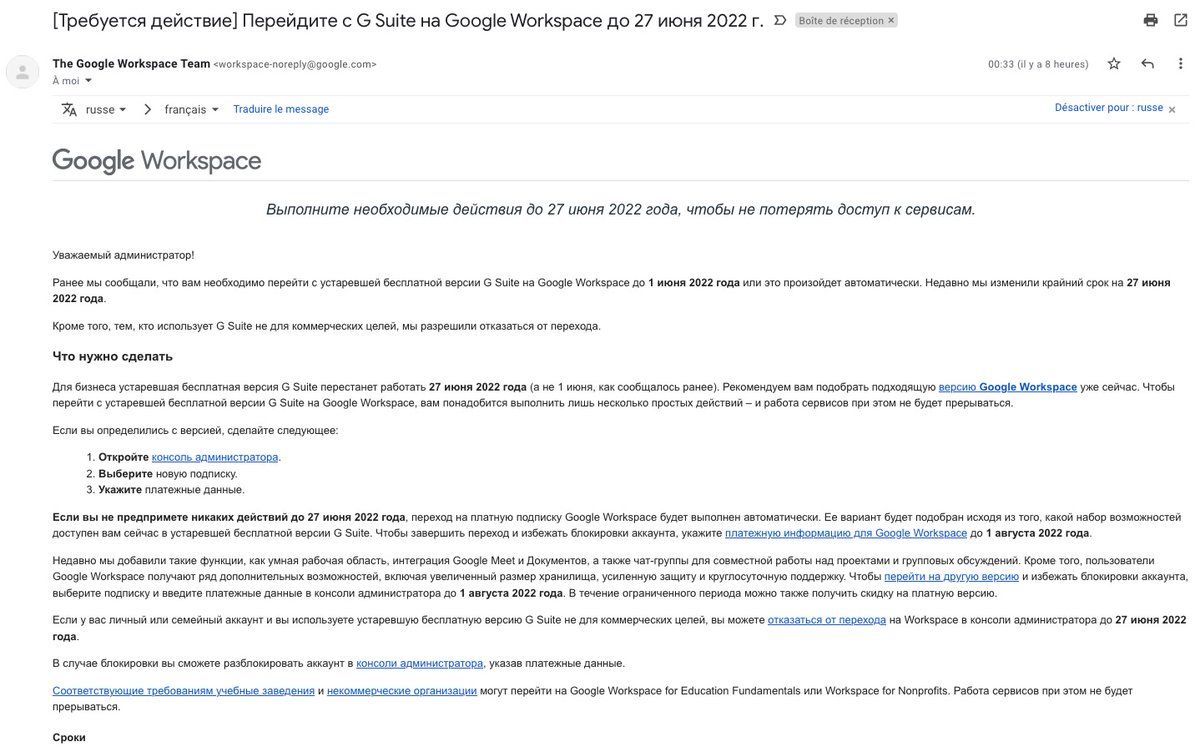 [Требуется действие] Перейдите с G Suite на Google Workspace до 27 июня 2022 г. Boîte de réception ×
The Google Workspace Team <workspace-noreply@google.com> 00:33 (il y a 8 heures)
À moi
russe > français Traduire le message Désactiver pour : russe ×
Google Workspace
Выполните необходимые действия до 27 июня 2022 года, чтобы не потерять доступ к сервисам.
Уважаемый администратор!
Ранее мы сообщали, что вам необходимо перейти с устаревшей бесплатной версии G Suite на Google Workspace до 1 июня 2022 года или это произойдет автоматически. Недавно мы изменили крайний срок на 27 июня
2022 года.
Кроме того, тем, кто использует G Suite не для коммерческих целей, мы разрешили отказаться от перехода.
Что нужно сделать
Для бизнеса устаревшая бесплатная версия G Suite перестанет работать 27 июня 2022 года (а не 1 июня, как сообщалось ранее). Рекомендуем вам подобрать подходящую версию Google Workspace уже сейчас. Чтобы
перейти с устаревшей бесплатной версии G Suite на Google Workspace, вам понадобится выполнить лишь несколько простых действий – и работа сервисов при этом не будет прерываться.
Если вы определились с версией, сделайте следующее:
1. Откройте консоль администратора.
2. Выберите новую подписку.
3. Укажите платежные данные.
Если вы не предпримете никаких действий до 27 июня 2022 года, переход на платную подписку Google Workspace будет выполнен автоматически. Ее вариант будет подобран исходя из того, какой набор возможностей
доступен вам сейчас в устаревшей бесплатной версии G Suite. Чтобы завершить переход и избежать блокировки аккаунта, укажите платежную информацию для Google Workspace до 1 августа 2022 года.
Недавно мы добавили такие функции, как умная рабочая область, интеграция Google Meet и Документов, а также чат-группы для совместной работы над проектами и групповых обсуждений. Кроме того, пользователи
Google Workspace получают ряд дополнительных возможностей, включая увеличенный размер хранилища, усиленную защиту и круглосуточную поддержку. Чтобы перейти на другую версию и избежать блокировки аккаунта,
выберите подписку и введите платежные данные в консоли администратора до 1 августа 2022 года. В течение ограниченного периода можно также получить скидку на платную версию.
Если у вас личный или семейный аккаунт и вы используете устаревшую бесплатную версию G Suite не для коммерческих целей, вы можете отказаться от перехода на Workspace в консоли администратора до 27 июня 2022
года.
В случае блокировки вы сможете разблокировать аккаунт в консоли администратора, указав платежные данные.
Соответствующие требованиям учебные заведения и некоммерческие организации могут перейти на Google Workspace for Education Fundamentals или Workspace for Nonprofits. Работа сервисов при этом не будет
прерываться.
Сроки